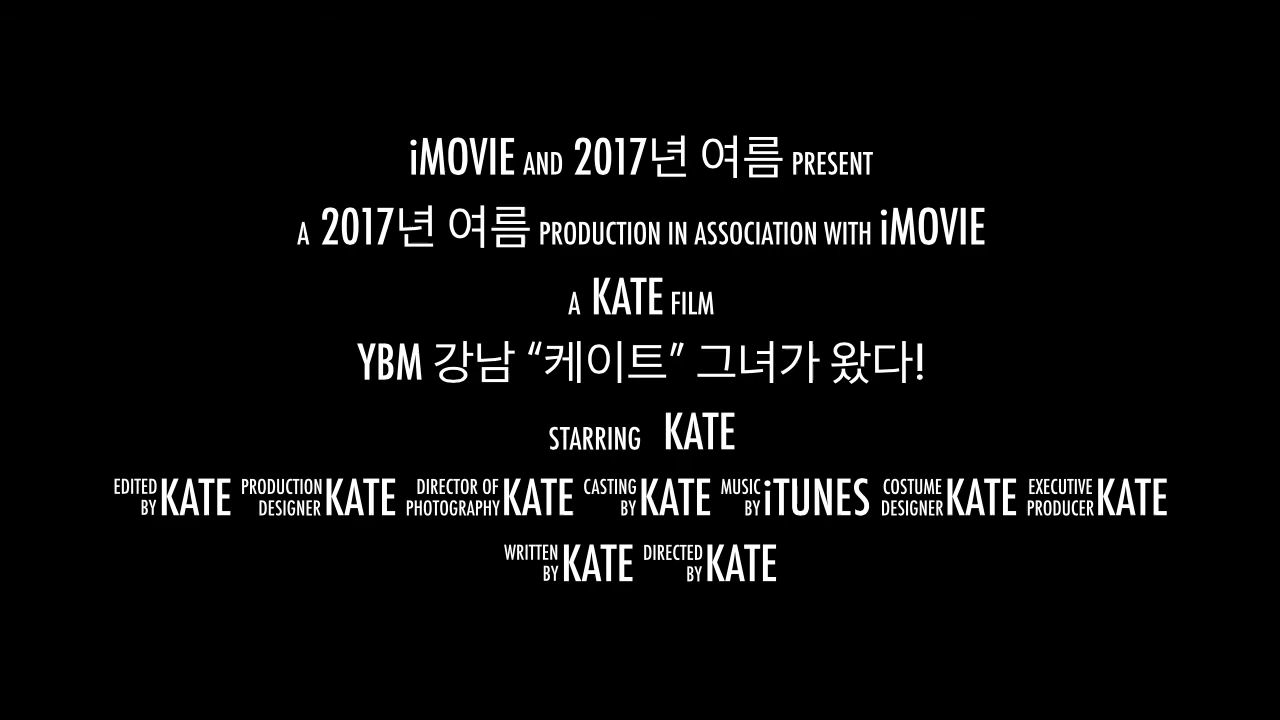 iMOVIE AND 2017년 여름 PRESENT
A 2017년 여름 PRODUCTION IN ASSOCIATION WITH iMOVIE
A KATE FILM
YBM 강남 “케이트” 그녀가 왔다!
STARRING KATE
EDITED BY KATE PRODUCTION DESIGNER KATE DIRECTOR OF PHOTOGRAPHY KATE CASTING BY KATE MUSIC BY iTUNES COSTUME DESIGNER KATE EXECUTIVE PRODUCER KATE
WRITTEN BY KATE DIRECTED BY KATE